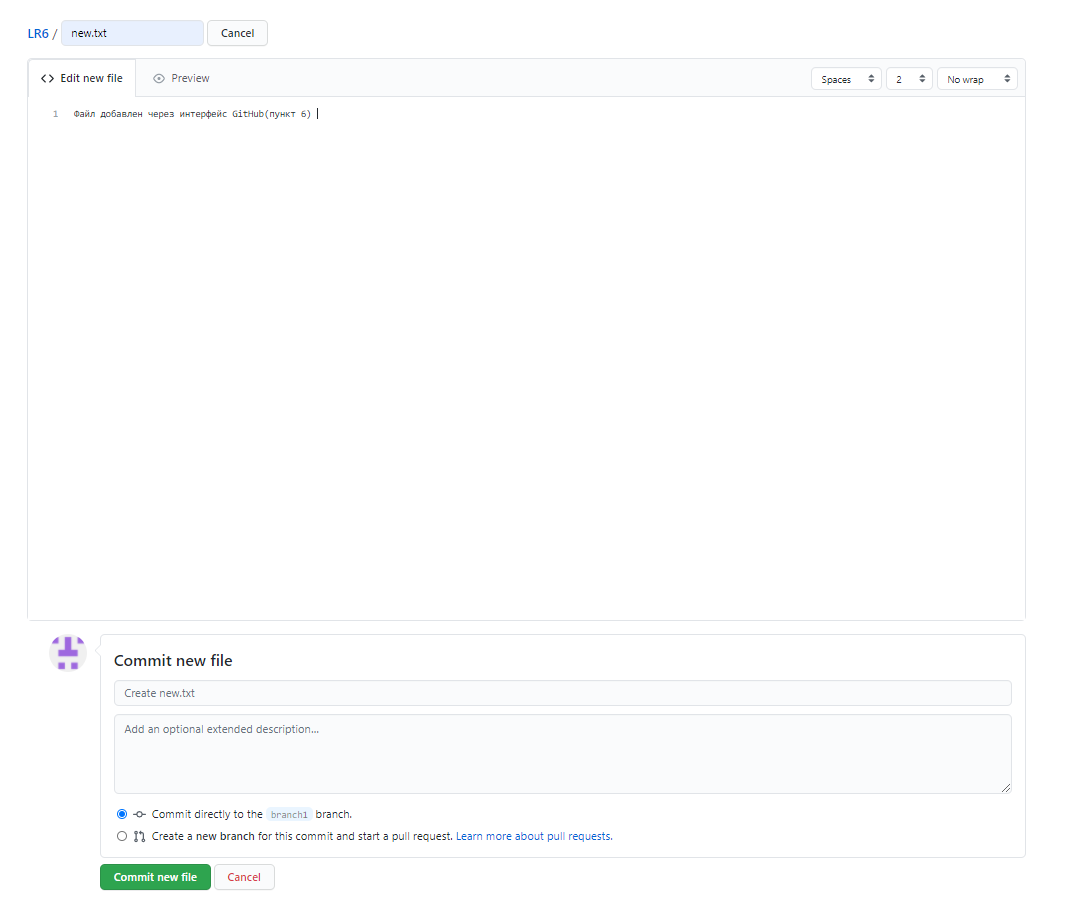 LR6 / new.txt Cancel
Edit new file Preview Spaces 2 No wrap
1 Файл добавлен через интерфейс GitHub(пункт 6)
Commit new file
Create new.txt
Add an optional extended description...
Commit directly to the branch1 branch.
Create a new branch for this commit and start a pull request. Learn more about pull requests.
Commit new file Cancel